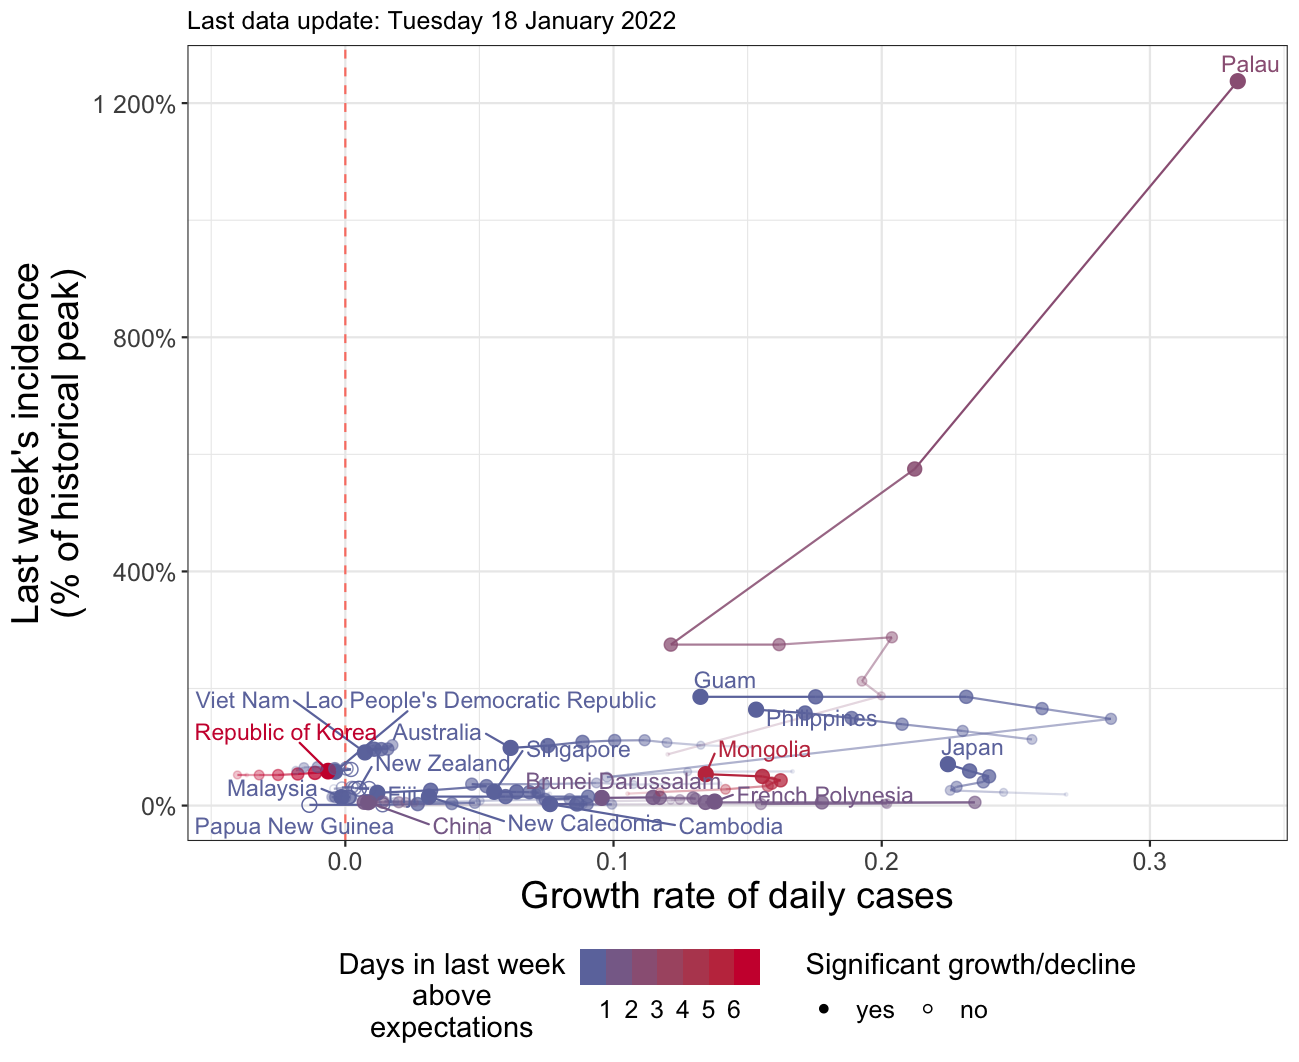 Last data update: Tuesday 18 January 2022
Last week's incidence
(% of historical peak)
1 200%
800%
400%
0%
Palau
Guam
Viet Nam
Lao People's Democratic Republic
Philippines
Republic of Korea
Australia
Singapore
Mongolia
Japan
New Zealand
Malaysia
Fiji
Brunei Darussalam
French Polynesia
Papua New Guinea
China
New Caledonia
Cambodia
0.0
0.1
0.2
0.3
Growth rate of daily cases
Days in last week
above
expectations
1 2 3 4 5 6
Significant growth/decline
yes
no